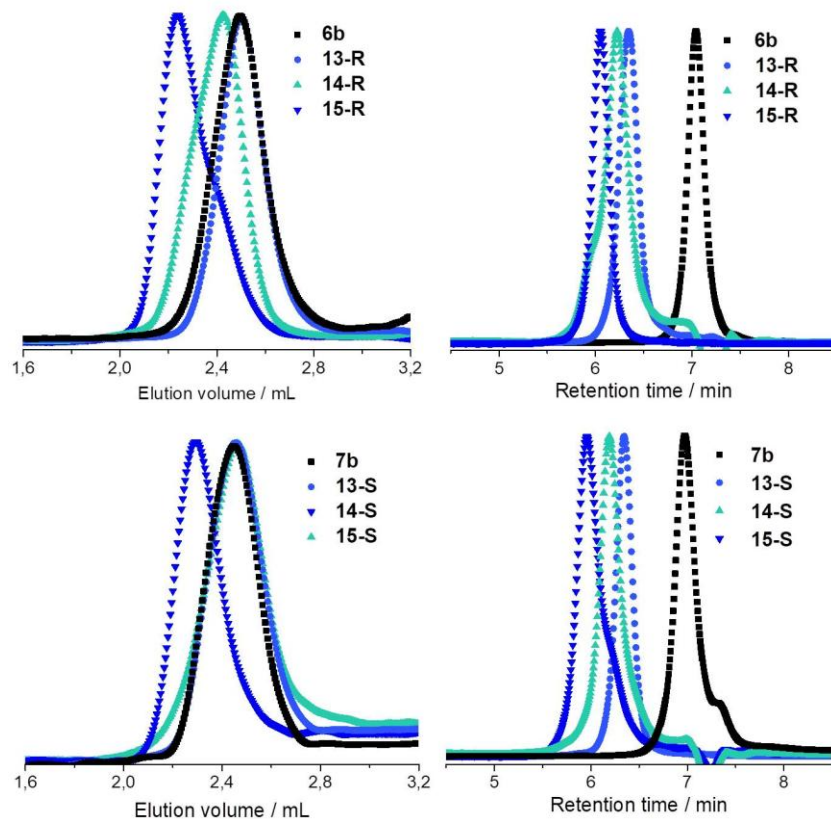 6b
13-R
14-R
15-R
1,6 2,0 2,4 2,8 3,2
Elution volume / mL
6b
13-R
14-R
15-R
5 6 7 8
Retention time / min
7b
13-S
14-S
15-S
1,6 2,0 2,4 2,8 3,2
Elution volume / mL
7b
13-S
14-S
15-S
5 6 7 8
Retention time / min